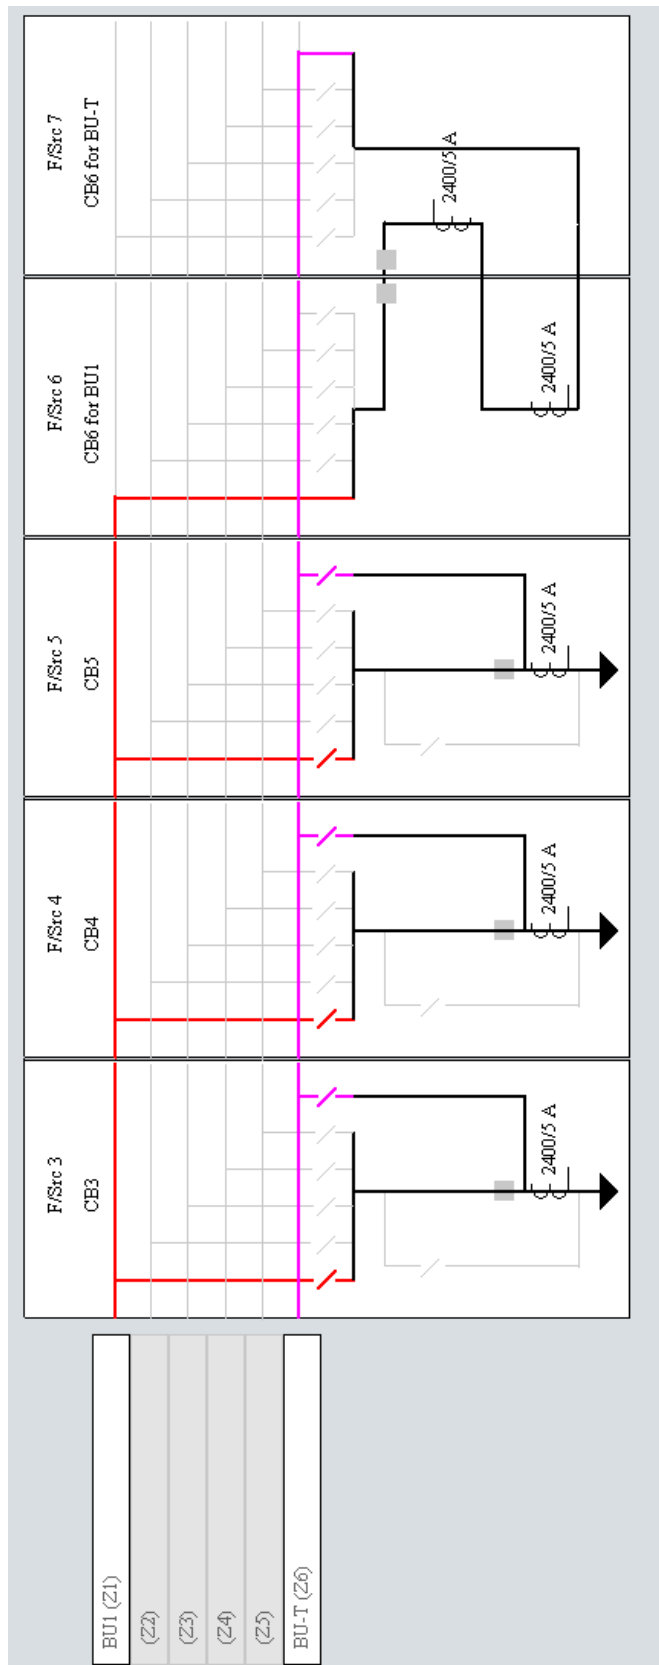 F/Src 7
CB6 for BU-T
2400/5 A
F/Src 6
CB6 for BU1
2400/5 A
F/Src 5
CB5
2400/5 A
F/Src 4
CB4
2400/5 A
F/Src 3
CB3
2400/5 A
BU1 (Z1)
(Z2)
(Z3)
(Z4)
(Z5)
BU-T (Z6)